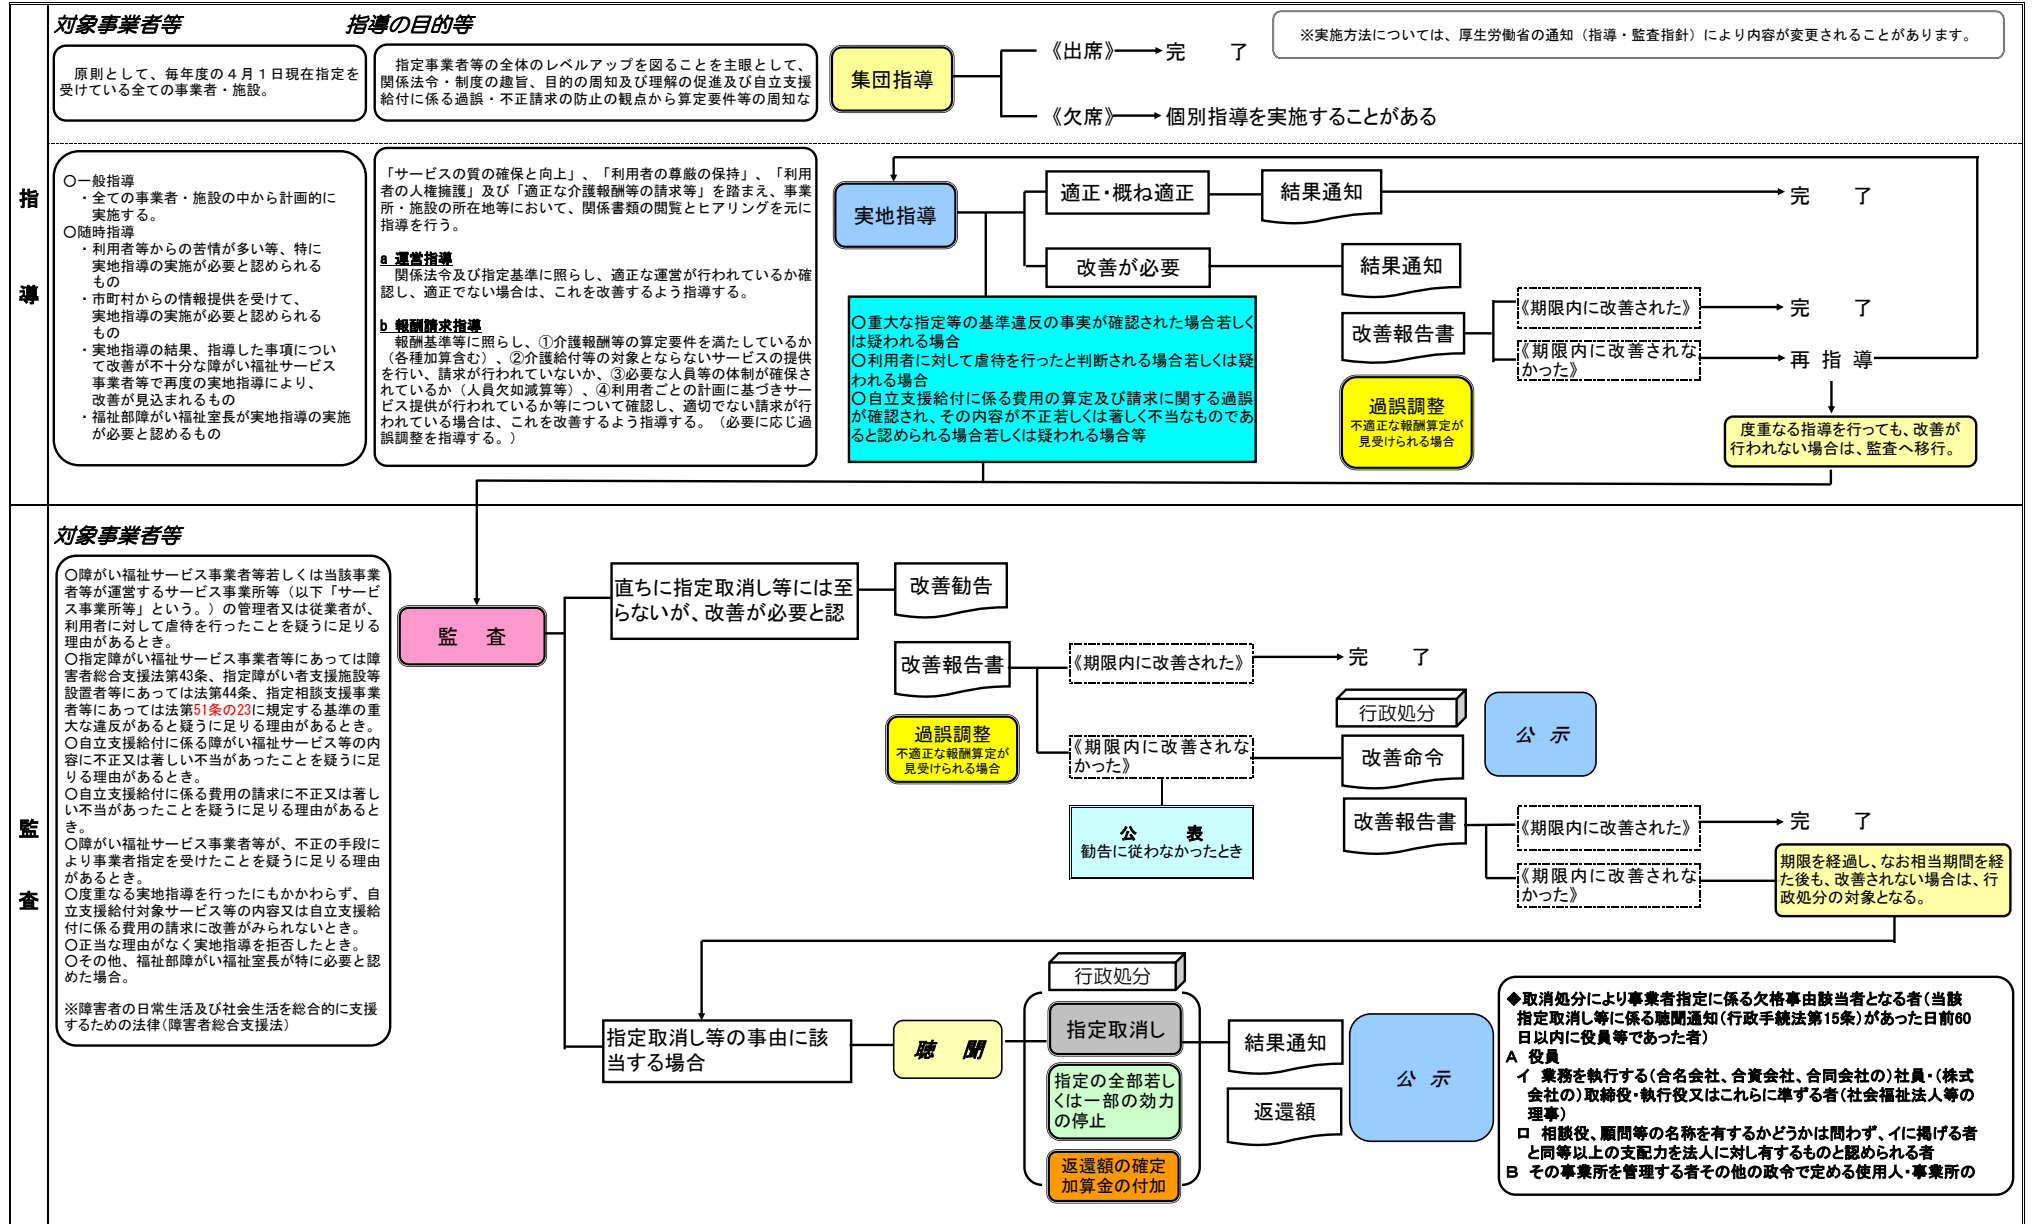 対象事業者等
指導の目的等
※実施方法については、厚生労働省の通知（指導・監査指針）により内容が変更されることがあります。
原則として、毎年度の４月１日現在指定を
受けている全ての事業者・施設。
指定事業者等の全体のレベルアップを図ることを主眼として、
関係法令・制度の趣旨、目的の周知及び理解の促進及び自立支援
給付に係る過誤・不正請求の防止の観点から算定要件等の周知な
集団指導
《出席》
完　　了
《欠席》
個別指導を実施することがある
指
導
〇一般指導
・全ての事業者・施設の中から計画的に
実施する。
〇随時指導
・利用者等からの苦情が多い等、特に
実地指導の実施が必要と認められる
もの
・市町村からの情報提供を受けて、
実地指導の実施が必要と認められる
もの
・実地指導の結果、指導した事項につい
て改善が不十分な障がい福祉サービス
事業者等で再度の実地指導により、
改善が見込まれるもの
・福祉部障がい福祉室長が実地指導の実施
が必要と認めるもの
「サービスの質の確保と向上」、「利用者の尊厳の保持」、「利用
者の人権擁護」及び「適正な介護報酬等の請求等」を踏まえ、事業
所・施設の所在地等において、関係書類の閲覧とヒアリングを元に
指導を行う。
a 運営指導
関係法令及び指定基準に照らし、適正な運営が行われているか確
認し、適正でない場合は、これを改善するよう指導する。
b 報酬請求指導
報酬基準等に照らし、①介護報酬等の算定要件を満たしているか
（各種加算含む）、②介護給付等の対象とならないサービスの提供
を行い、請求が行われていないか、③必要な人員等の体制が確保さ
れているか（人員欠如減算等）、④利用者ごとの計画に基づきサー
ビス提供が行われているか等について確認し、適切でない請求が行
われている場合は、これを改善するよう指導する。（必要に応じ過
誤調整を指導する。）
実地指導
適正・概ね適正
結果通知
完　　了
改善が必要
結果通知
〇重大な指定等の基準違反の事実が確認された場合若しく
は疑われる場合
〇利用者に対して虐待を行ったと判断される場合若しくは疑
われる場合
〇自立支援給付に係る費用の算定及び請求に関する過誤
が確認され、その内容が不正若しくは著しく不当なものであ
ると認められる場合若しくは疑われる場合等
改善報告書
《期限内に改善された》
完　　了
《期限内に改善されな
かった》
再 指 導
過誤調整
不適正な報酬算定が
見受けられる場合
度重なる指導を行っても、改善が
行われない場合は、監査へ移行。
監
査
対象事業者等
〇障がい福祉サービス事業者等若しくは当該事業
者等が運営するサービス事業所等（以下「サービ
ス事業所等」という。）の管理者又は従業者が、
利用者に対して虐待を行ったことを疑うに足りる
理由があるとき。
〇指定障がい福祉サービス事業者等にあっては障
害者総合支援法第43条、指定障がい者支援施設等
設置者等にあっては法第44条、指定相談支援事業
者等にあっては法第51条の23に規定する基準の重
大な違反があると疑うに足りる理由があるとき。
〇自立支援給付に係る障がい福祉サービス等の内
容に不正又は著しい不当があったことを疑うに足
りる理由があるとき。
〇自立支援給付に係る費用の請求に不正又は著し
い不当があったことを疑うに足りる理由があると
き。
〇障がい福祉サービス事業者等が、不正の手段に
より事業者指定を受けたことを疑うに足りる理由
があるとき。
〇度重なる実地指導を行ったにもかかわらず、自
立支援給付対象サービス等の内容又は自立支援給
付に係る費用の請求に改善がみられないとき。
〇正当な理由がなく実地指導を拒否したとき。
〇その他、福祉部障がい福祉室長が特に必要と認
めた場合。
※障害者の日常生活及び社会生活を総合的に支援
するための法律（障害者総合支援法）
監　査
直ちに指定取消し等には至
らないが、改善が必要と認
改善勧告
改善報告書
《期限内に改善された》
完　　了
過誤調整
不適正な報酬算定が
見受けられる場合
《期限内に改善されな
かった》
行政処分
改善命令
公 示
公　　表
勧告に従わなかったとき
改善報告書
《期限内に改善された》
完　　了
《期限内に改善されな
かった》
期限を経過し、なお相当期間を経
た後も、改善されない場合は、行
政処分の対象となる。
指定取消し等の事由に該
当する場合
聴　聞
行政処分
指定取消し
指定の全部若し
くは一部の効力
の停止
返還額の確定
加算金の付加
結果通知
返還額
公 示
◆取消処分により事業者指定に係る欠格事由該当者となる者（当該
指定取消し等に係る聴聞通知（行政手続法第15条）があった日前60
日以内に役員等であった者）
A 役員
イ 業務を執行する（合名会社、合資会社、合同会社の）社員・（株式
会社の）取締役・執行役又はこれらに準ずる者（社会福祉法人等の
理事）
ロ 相談役、顧問等の名称を有するかどうかは問わず、イに掲げる者
と同等以上の支配力を法人に対し有するものと認められる者
B その事業所を管理する者その他の政令で定める使用人・事業所の